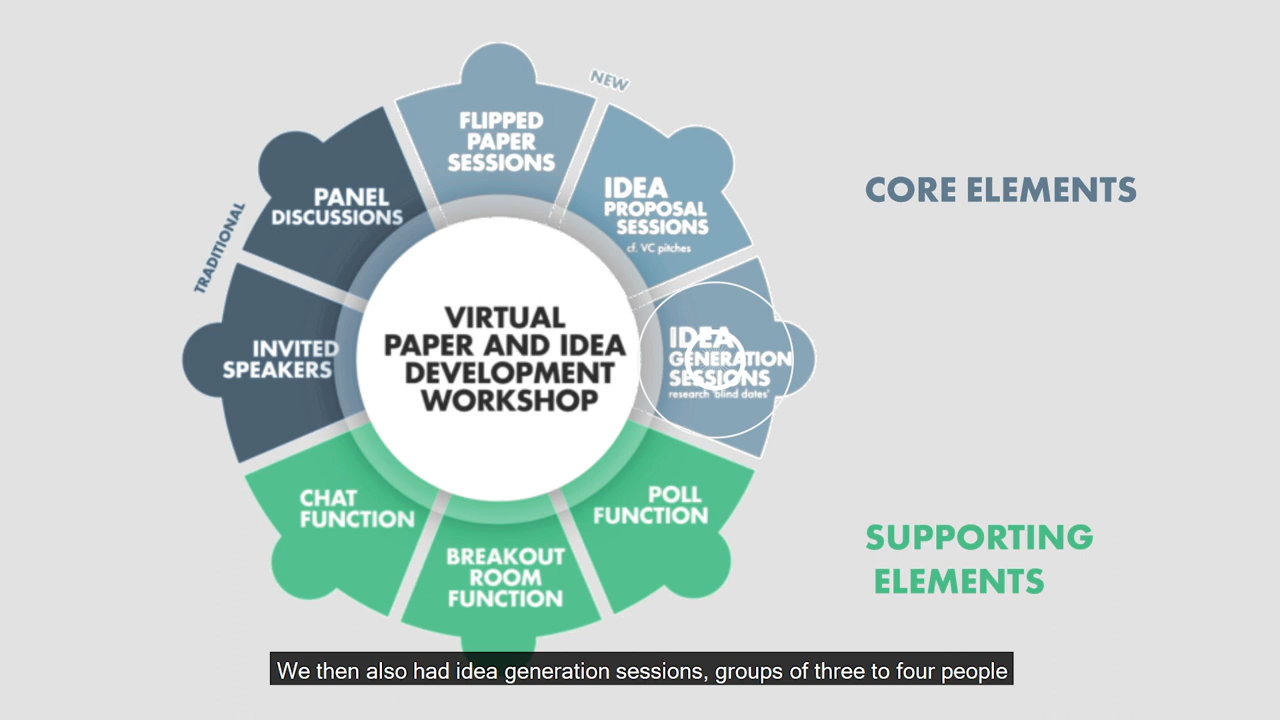 NEW
FLIPPED
PAPER
SESSIONS
IDEA
PROPOSAL
SESSIONS
cf. VC pitches
PANEL
DISCUSSIONS
TRADITIONAL
CORE ELEMENTS
INVITED
SPEAKERS
VIRTUAL
PAPER AND IDEA
DEVELOPMENT
WORKSHOP
IDEA
GENERATION
SESSIONS
research 'blind dates'
CHAT
FUNCTION
BREAKOUT
ROOM
FUNCTION
POLL
FUNCTION
SUPPORTING
ELEMENTS
We then also had idea generation sessions, groups of three to four people